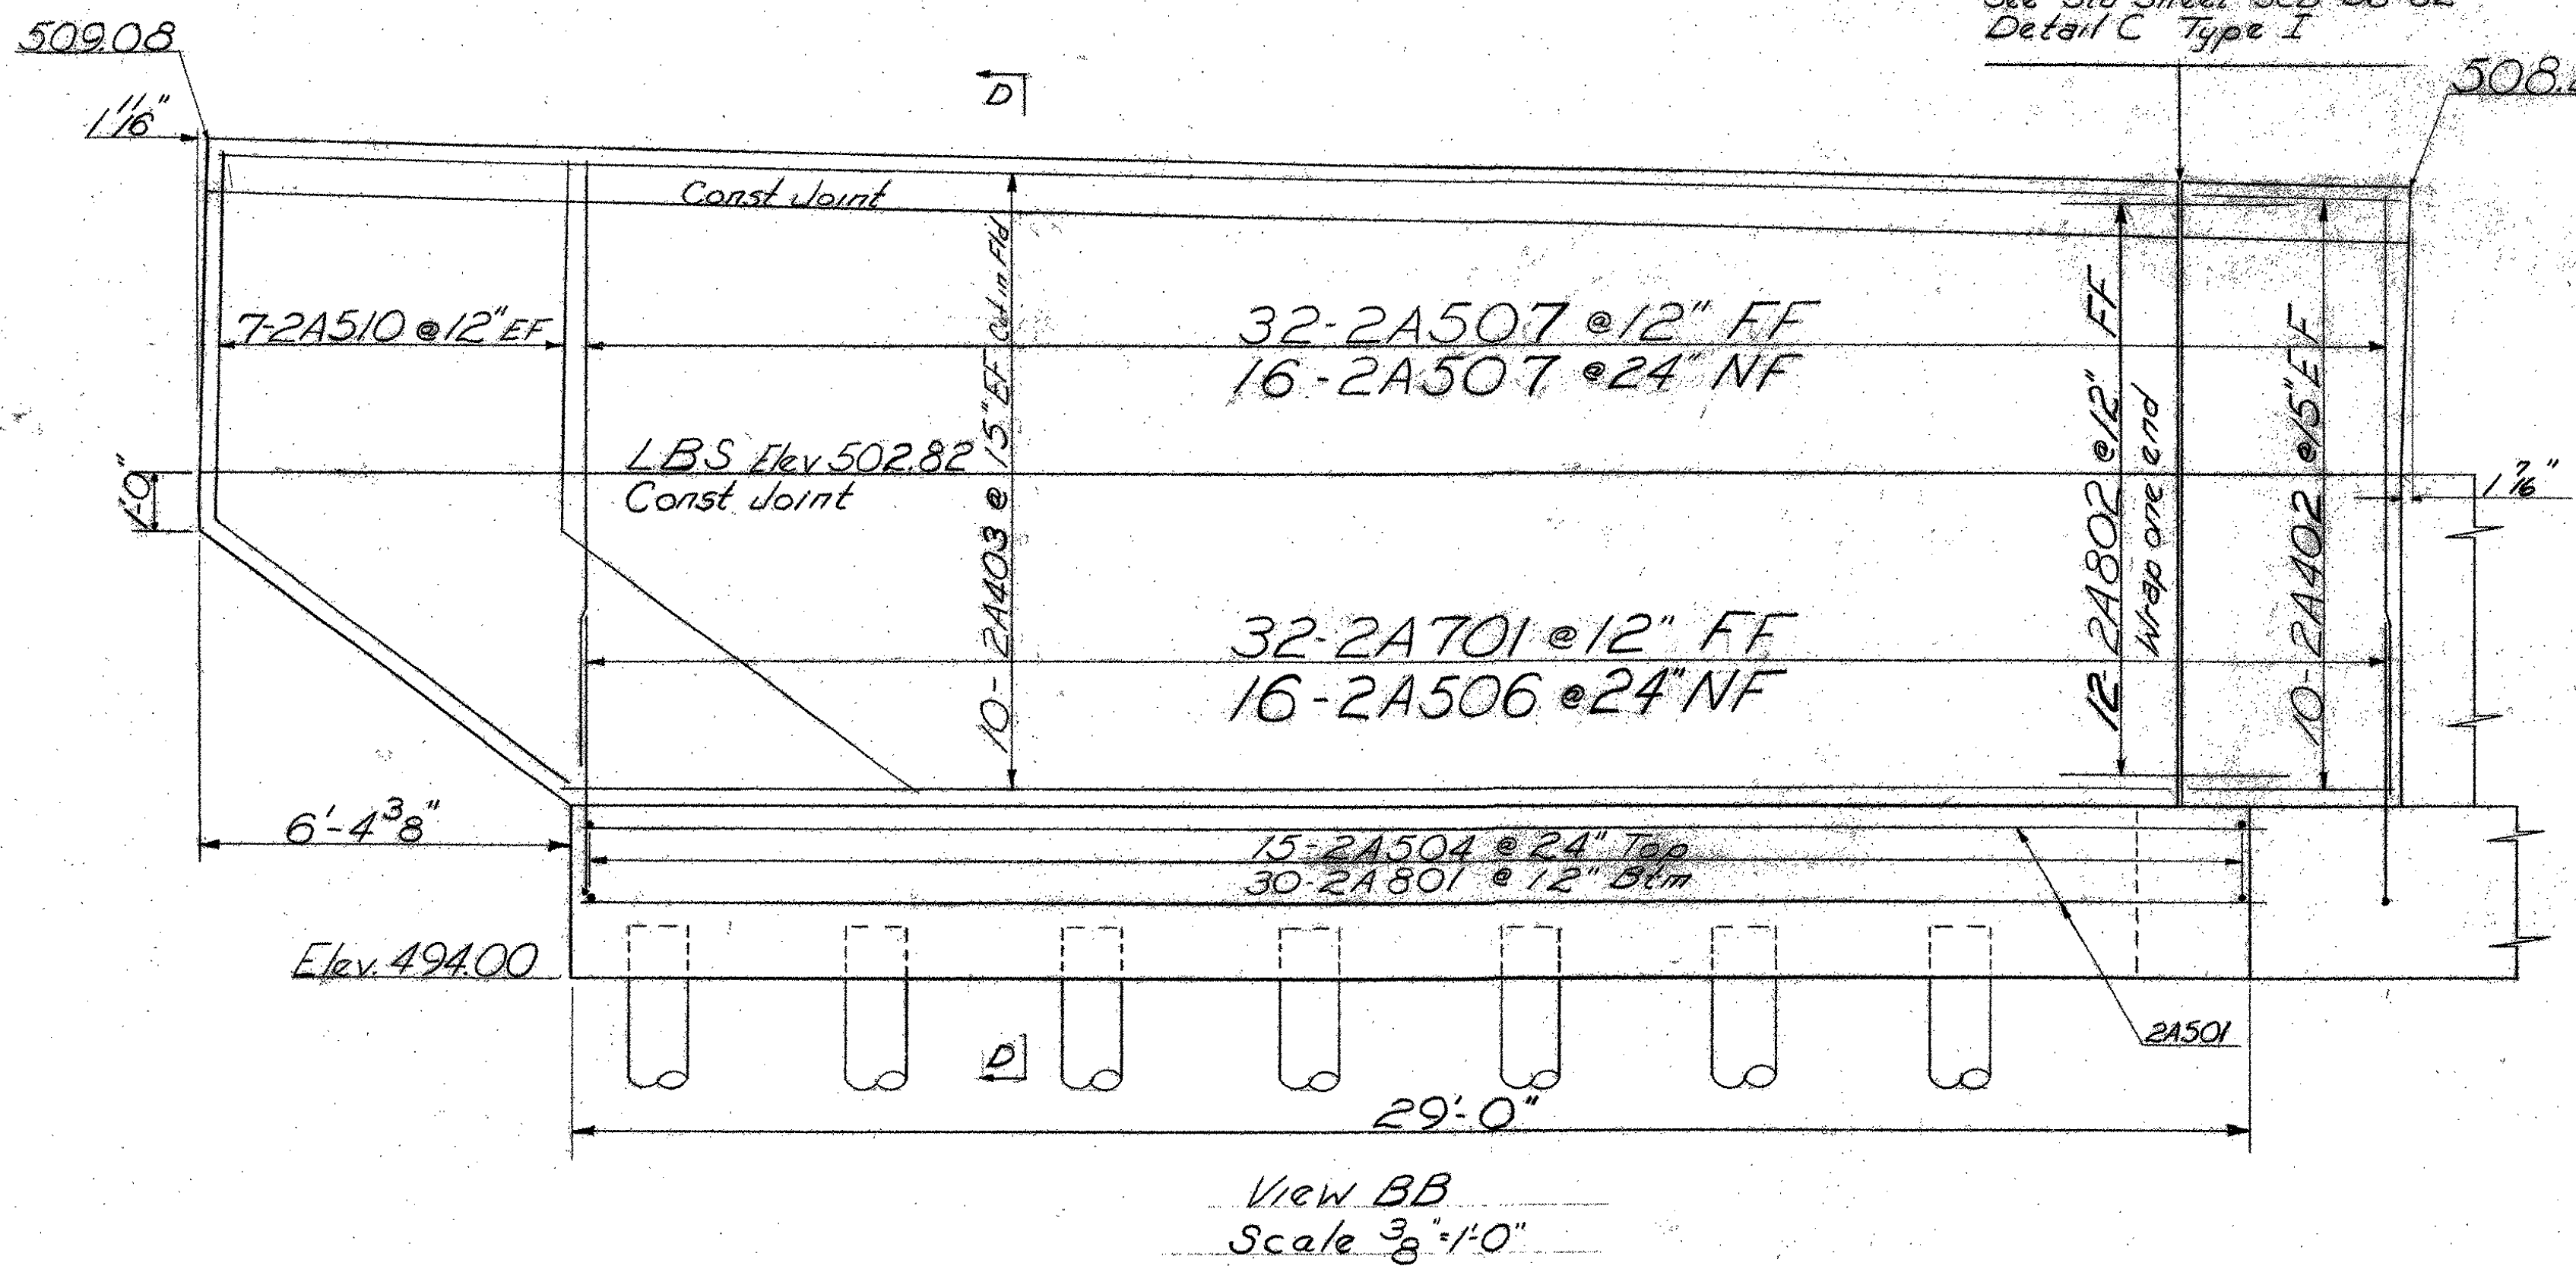 509.08
Detail C Type I
508.
1 11/16"
D
Const Joint
7-2A510 @ 12" EF
32-2A507 @ 12" FF
16-2A507 @ 24" NF
10-2A403 @ 15" EF Cut in Fld
12-2A802 @ 12" FF
Wrap one end
10-2A402 @ 15" EF
LBS Elev 502.82
Const Joint
1'-0"
1 7/16"
32-2A701 @ 12" FF
16-2A506 @ 24" NF
6'-4 3/8"
15-2A504 @ 24" Top
30-2A801 @ 12" Btm
Elev. 494.00
2A501
D
29'-0"
View BB
Scale 3/8"=1'-0"